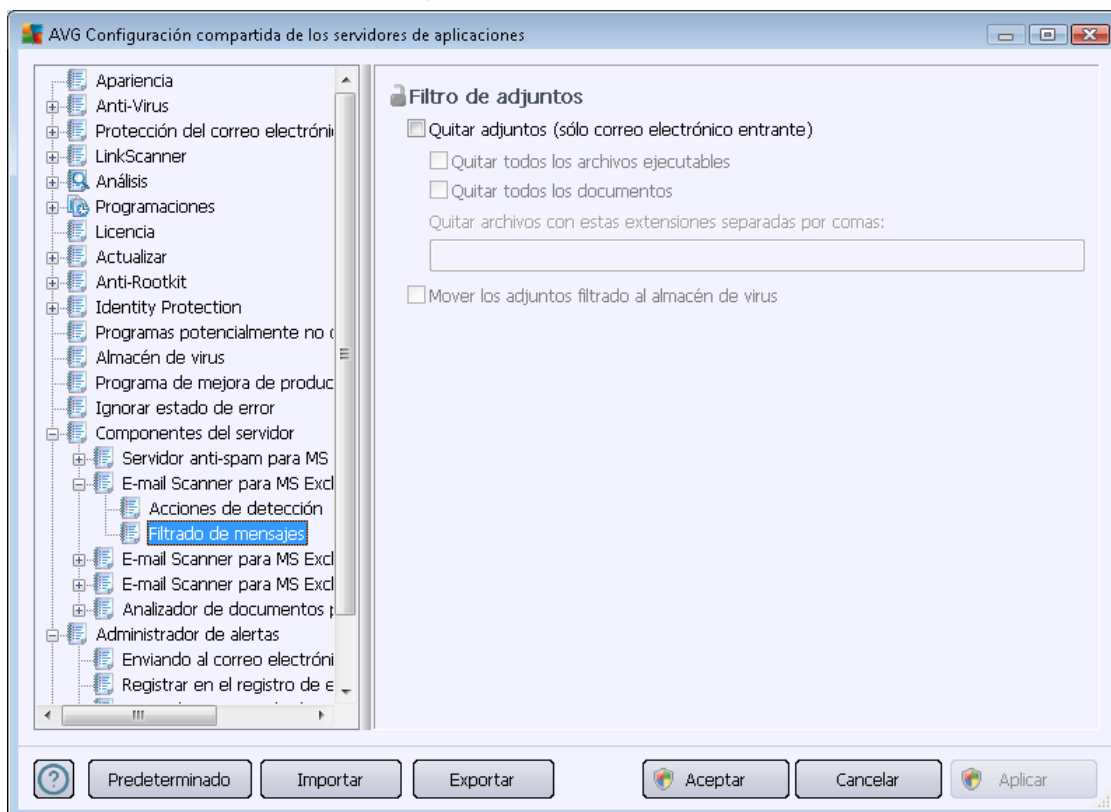 AVG Configuración compartida de los servidores de aplicaciones
Apariencia
Anti-Virus
Protección del correo electróni
LinkScanner
Análisis
Programaciones
Licencia
Actualizar
Anti-Rootkit
Identity Protection
Programas potencialmente no
Almacén de virus
Programa de mejora de produc
Ignorar estado de error
Componentes del servidor
Servidor anti-spam para MS
E-mail Scanner para MS Excl
Acciones de detección
Filtrado de mensajes
E-mail Scanner para MS Excl
E-mail Scanner para MS Excl
Analizador de documentos
Administrador de alertas
Enviando al correo electróni
Registrar en el registro de e
Filtro de adjuntos
Quitar adjuntos (sólo correo electrónico entrante)
Quitar todos los archivos ejecutables
Quitar todos los documentos
Quitar archivos con estas extensiones separadas por comas:
Mover los adjuntos filtrado al almacén de virus
Predeterminado
Importar
Exportar
Aceptar
Cancelar
Aplicar